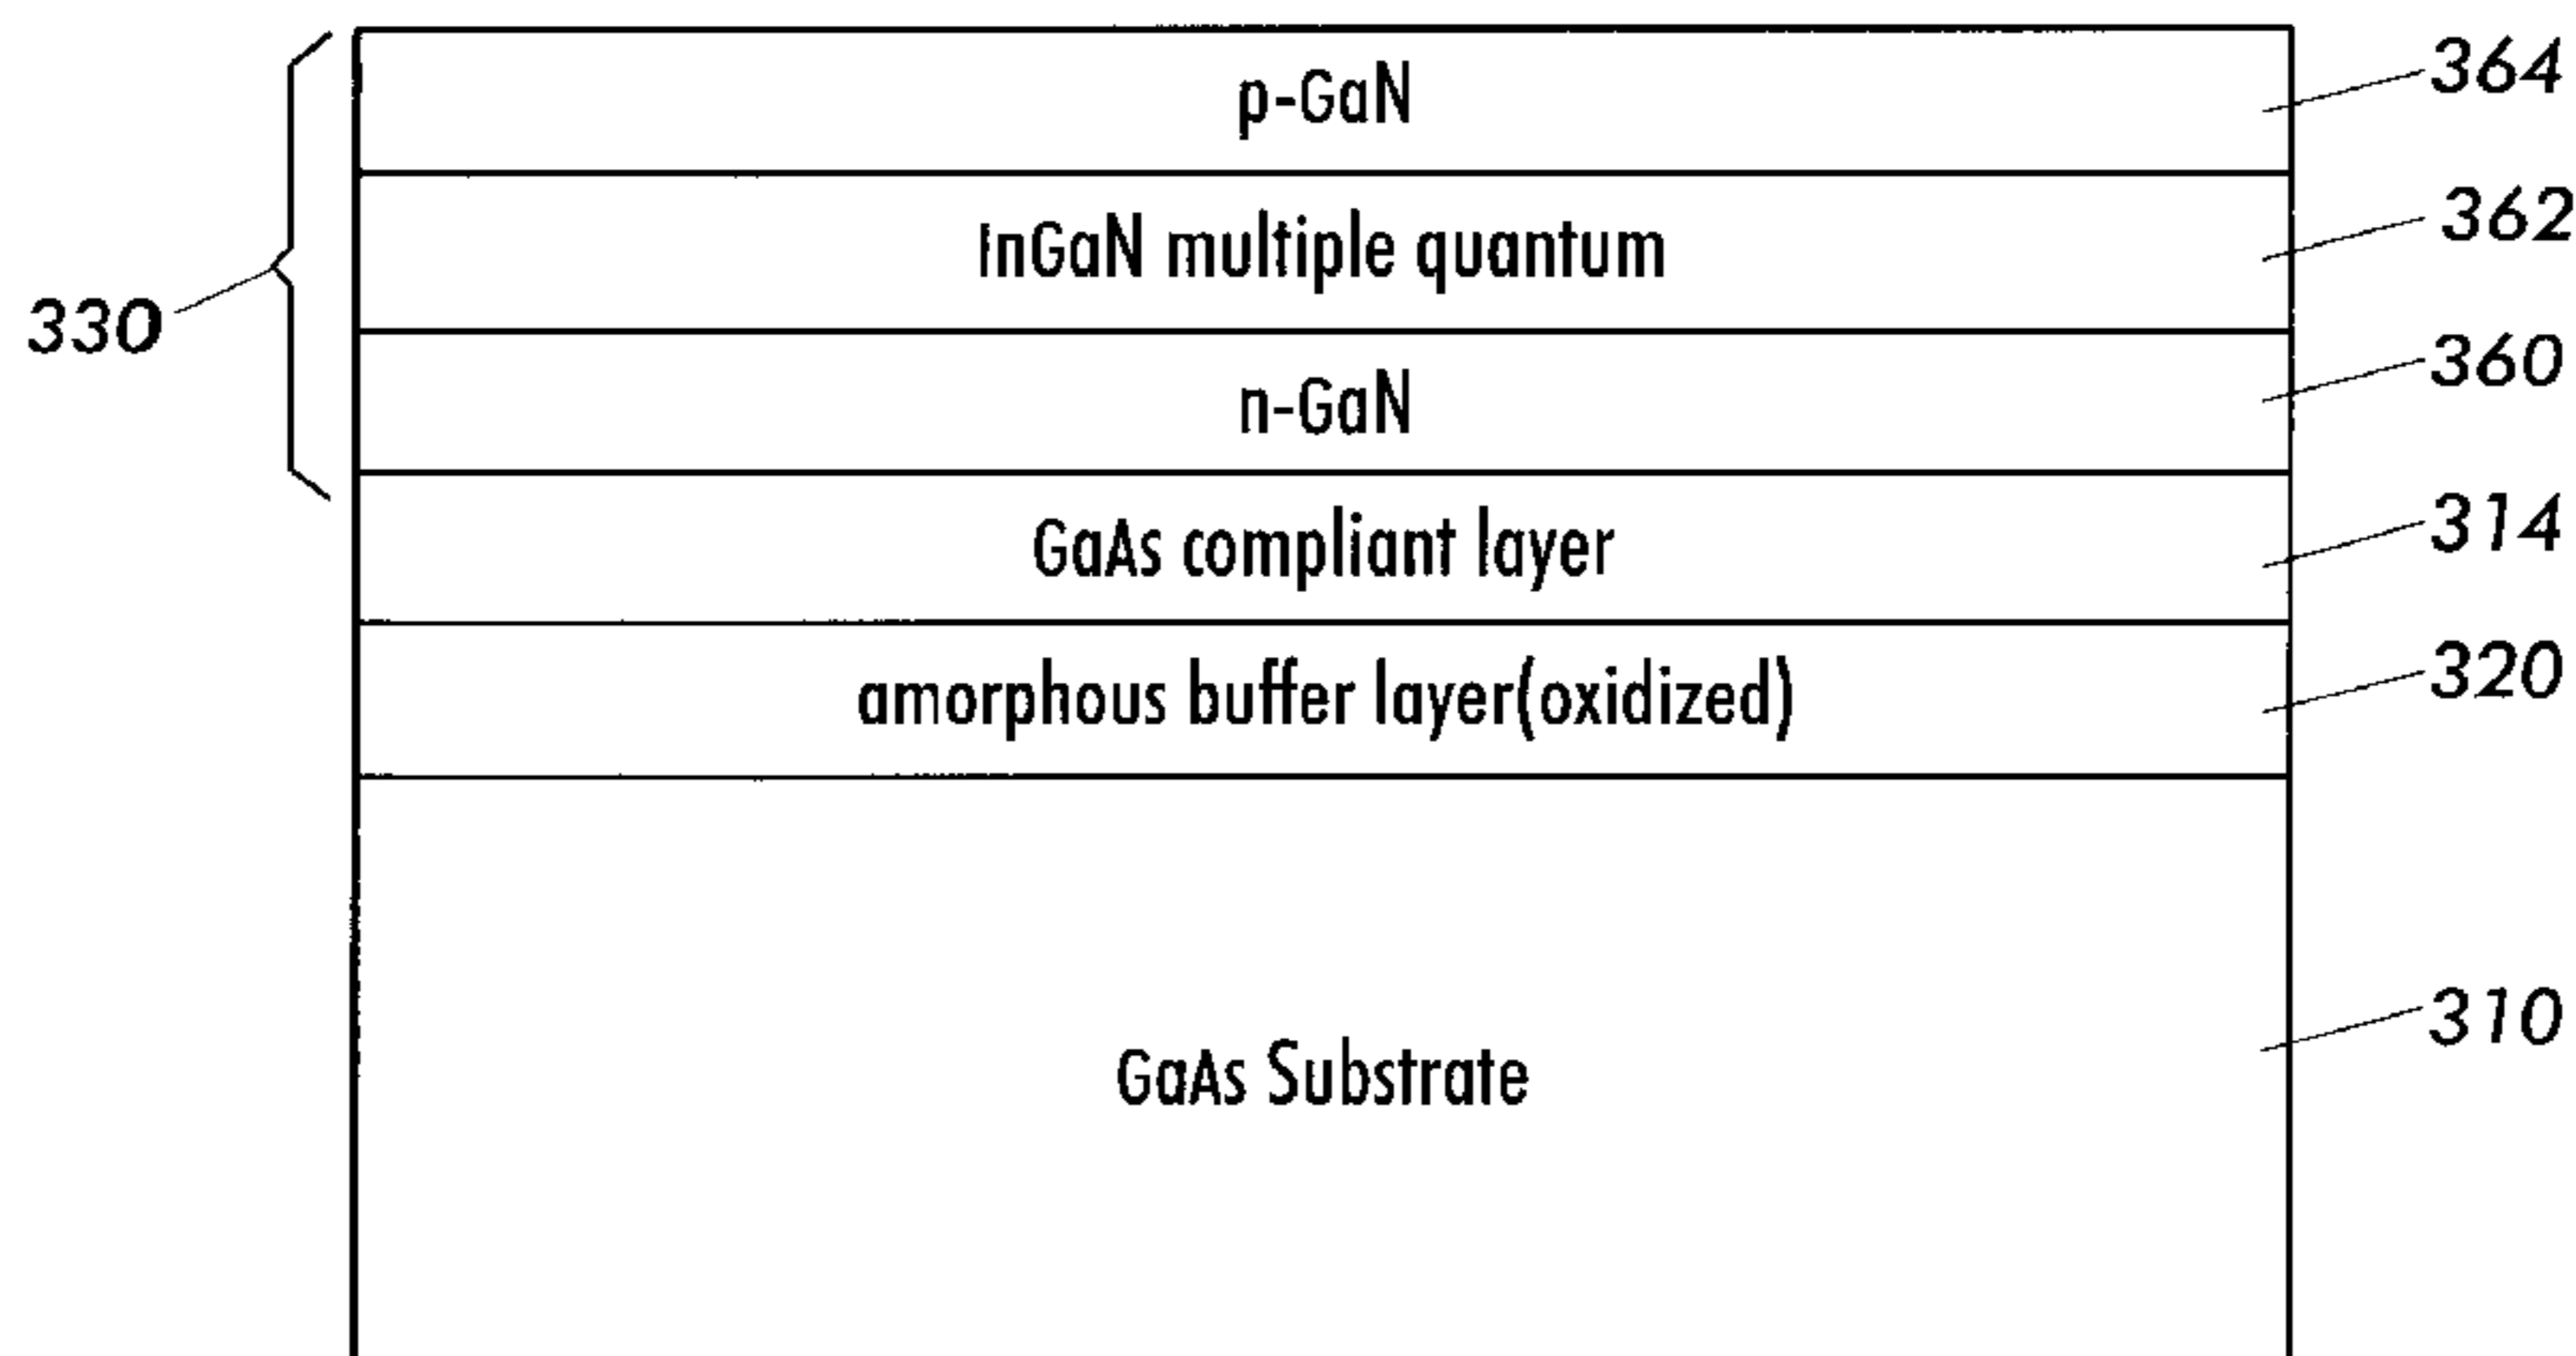 p-GaN
364
InGaN multiple quantum
362
330
n-GaN
360
GaAs compliant layer
314
amorphous buffer layer(oxidized)
320
GaAs Substrate
310